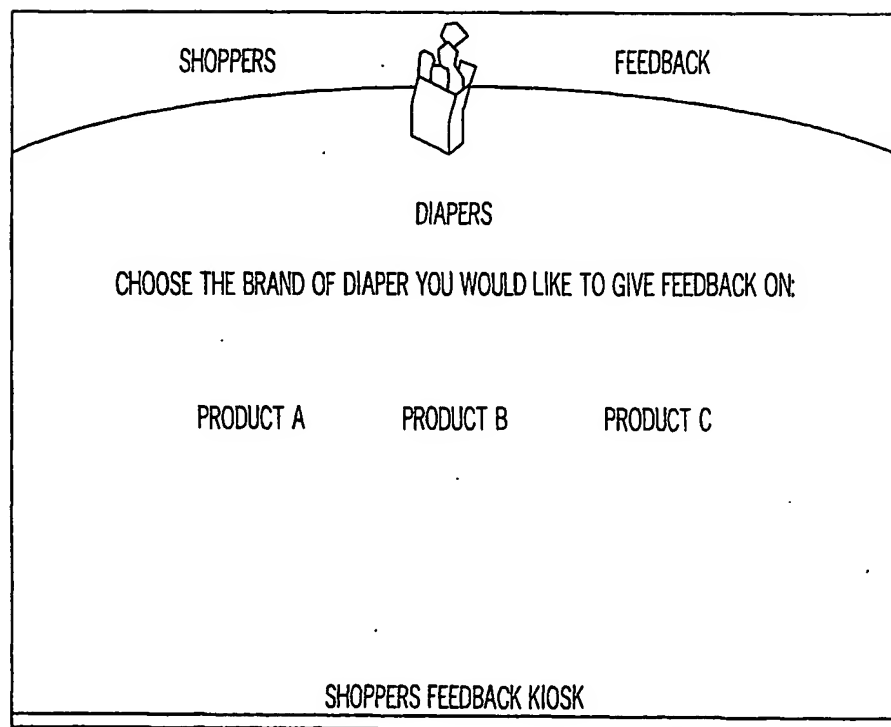 SHOPPERS FEEDBACK
DIAPERS
CHOOSE THE BRAND OF DIAPER YOU WOULD LIKE TO GIVE FEEDBACK ON:
PRODUCT A PRODUCT B PRODUCT C
SHOPPERS FEEDBACK KIOSK